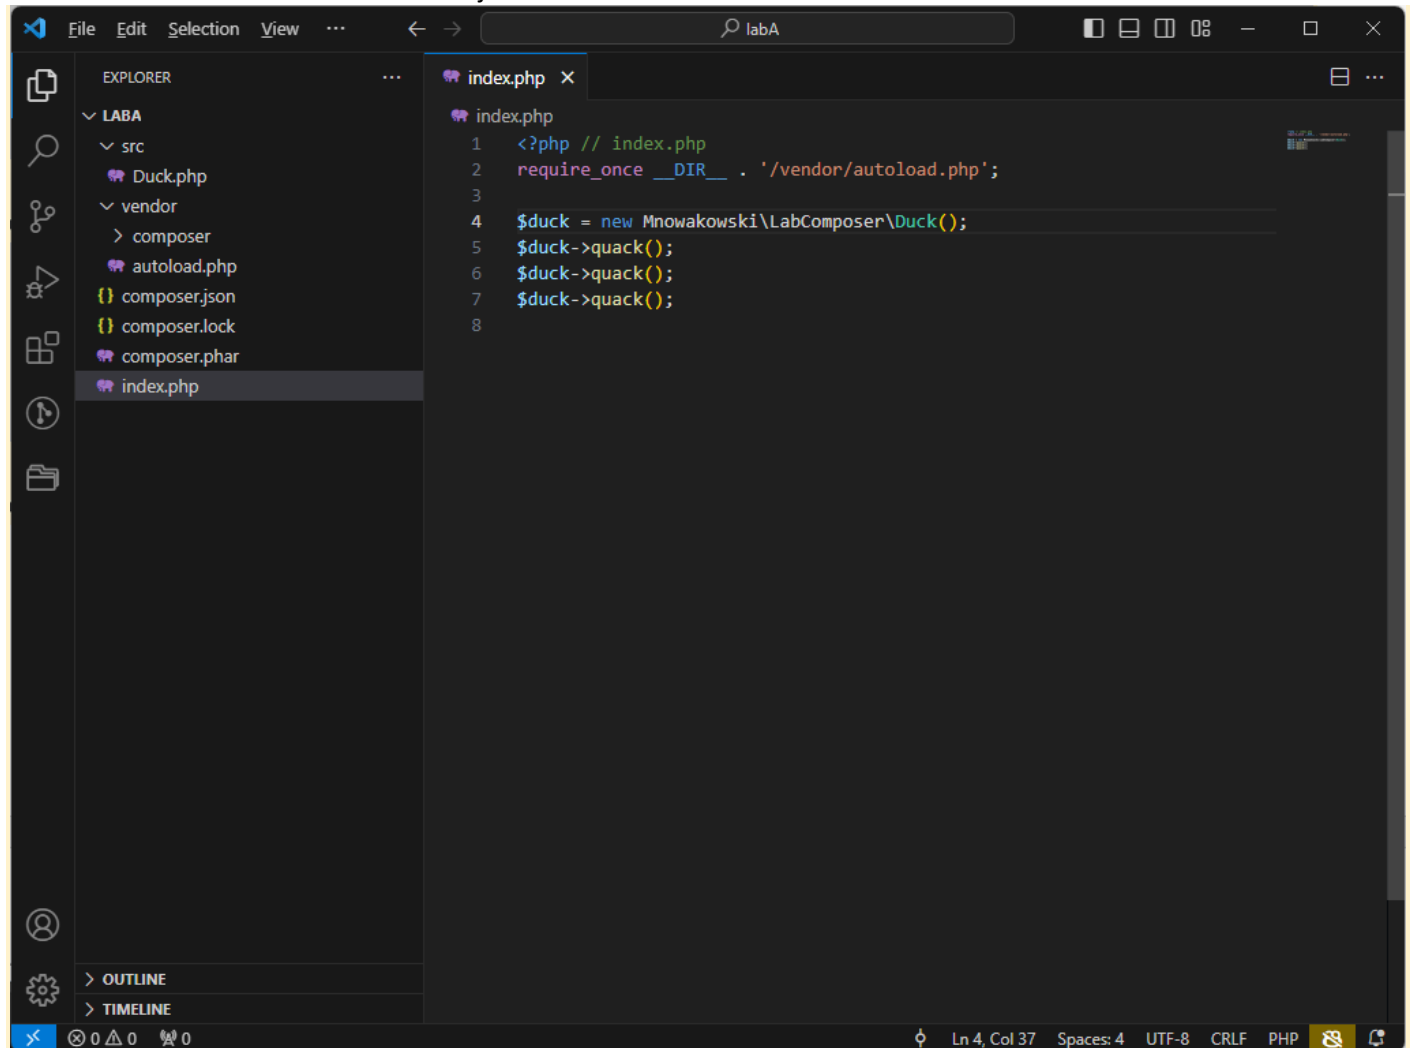 File Edit Selection View ··· labA
EXPLORER ···
LABA
src
Duck.php
vendor
composer
autoload.php
composer.json
composer.lock
composer.phar
index.php
OUTLINE
TIMELINE
index.php
index.php
1 <?php // index.php
2 require_once __DIR__ . '/vendor/autoload.php';
3
4 $duck = new Mnowakowski\LabComposer\Duck();
5 $duck->quack();
6 $duck->quack();
7 $duck->quack();
8
0 0 0 Ln 4, Col 37 Spaces: 4 UTF-8 CRLF PHP